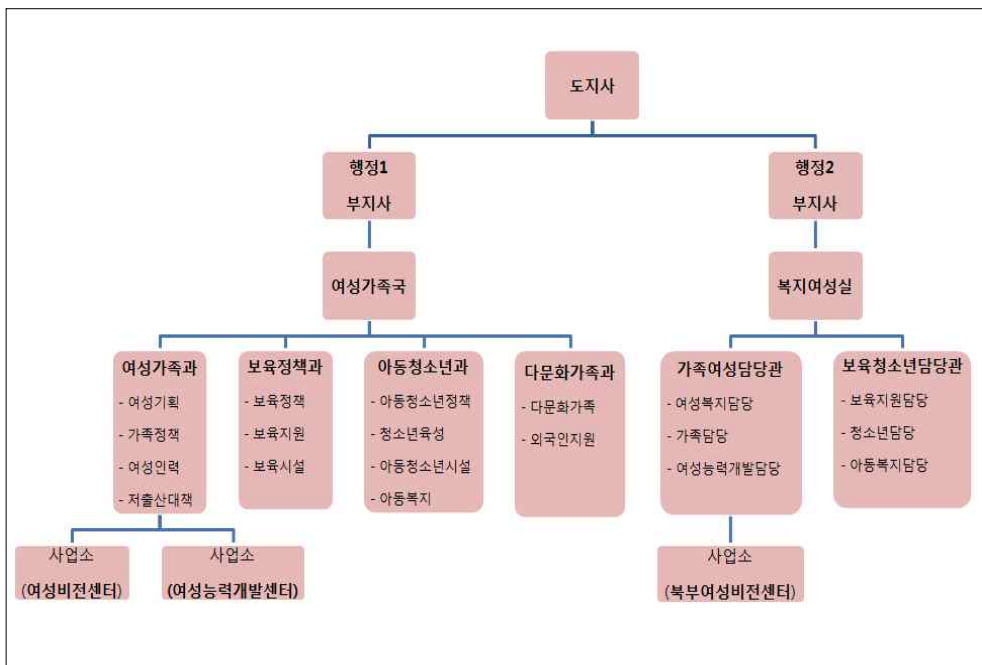 도지사
행정1
부지사
행정2
부지사
여성가족국
복지여성실
여성가족과
- 여성기획
- 가족정책
- 여성인력
- 저출산대책
보육정책과
- 보육정책
- 보육지원
- 보육시설
아동청소년과
- 아동청소년정책
- 청소년육성
- 아동청소년시설
- 아동복지
다문화가족과
- 다문화가족
- 외국인지원
가족여성담당관
- 여성복지담당
- 가족담당
- 여성능력개발담당
보육청소년담당관
- 보육지원담당
- 청소년담당
- 아동복지담당
사업소
(여성비전센터)
사업소
(여성능력개발센터)
사업소
(북부여성비전센터)